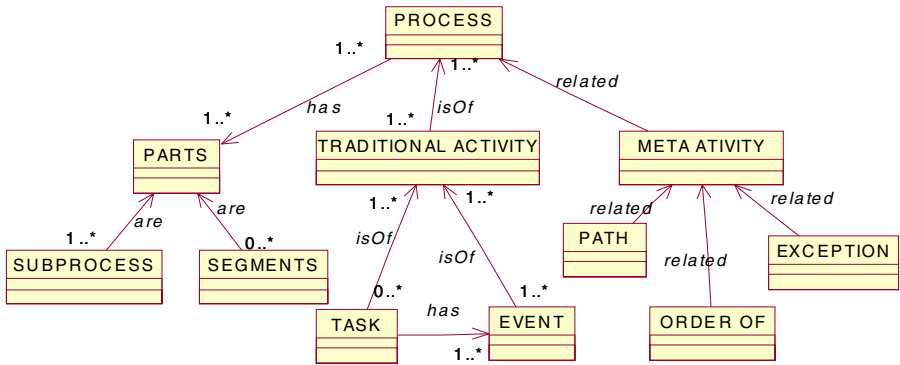 PROCESS
1..*
1..*
related
has
isOf
1..*
1..*
PARTS
TRADITIONAL ACTIVITY
META ATIVITY
are
are
1..*
1..*
related
related
1..*
0..*
isOf
isOf
PATH
EXCEPTION
SUBPROCESS
SEGMENTS
related
0..*
1..*
has
TASK
EVENT
ORDER OF
1..*